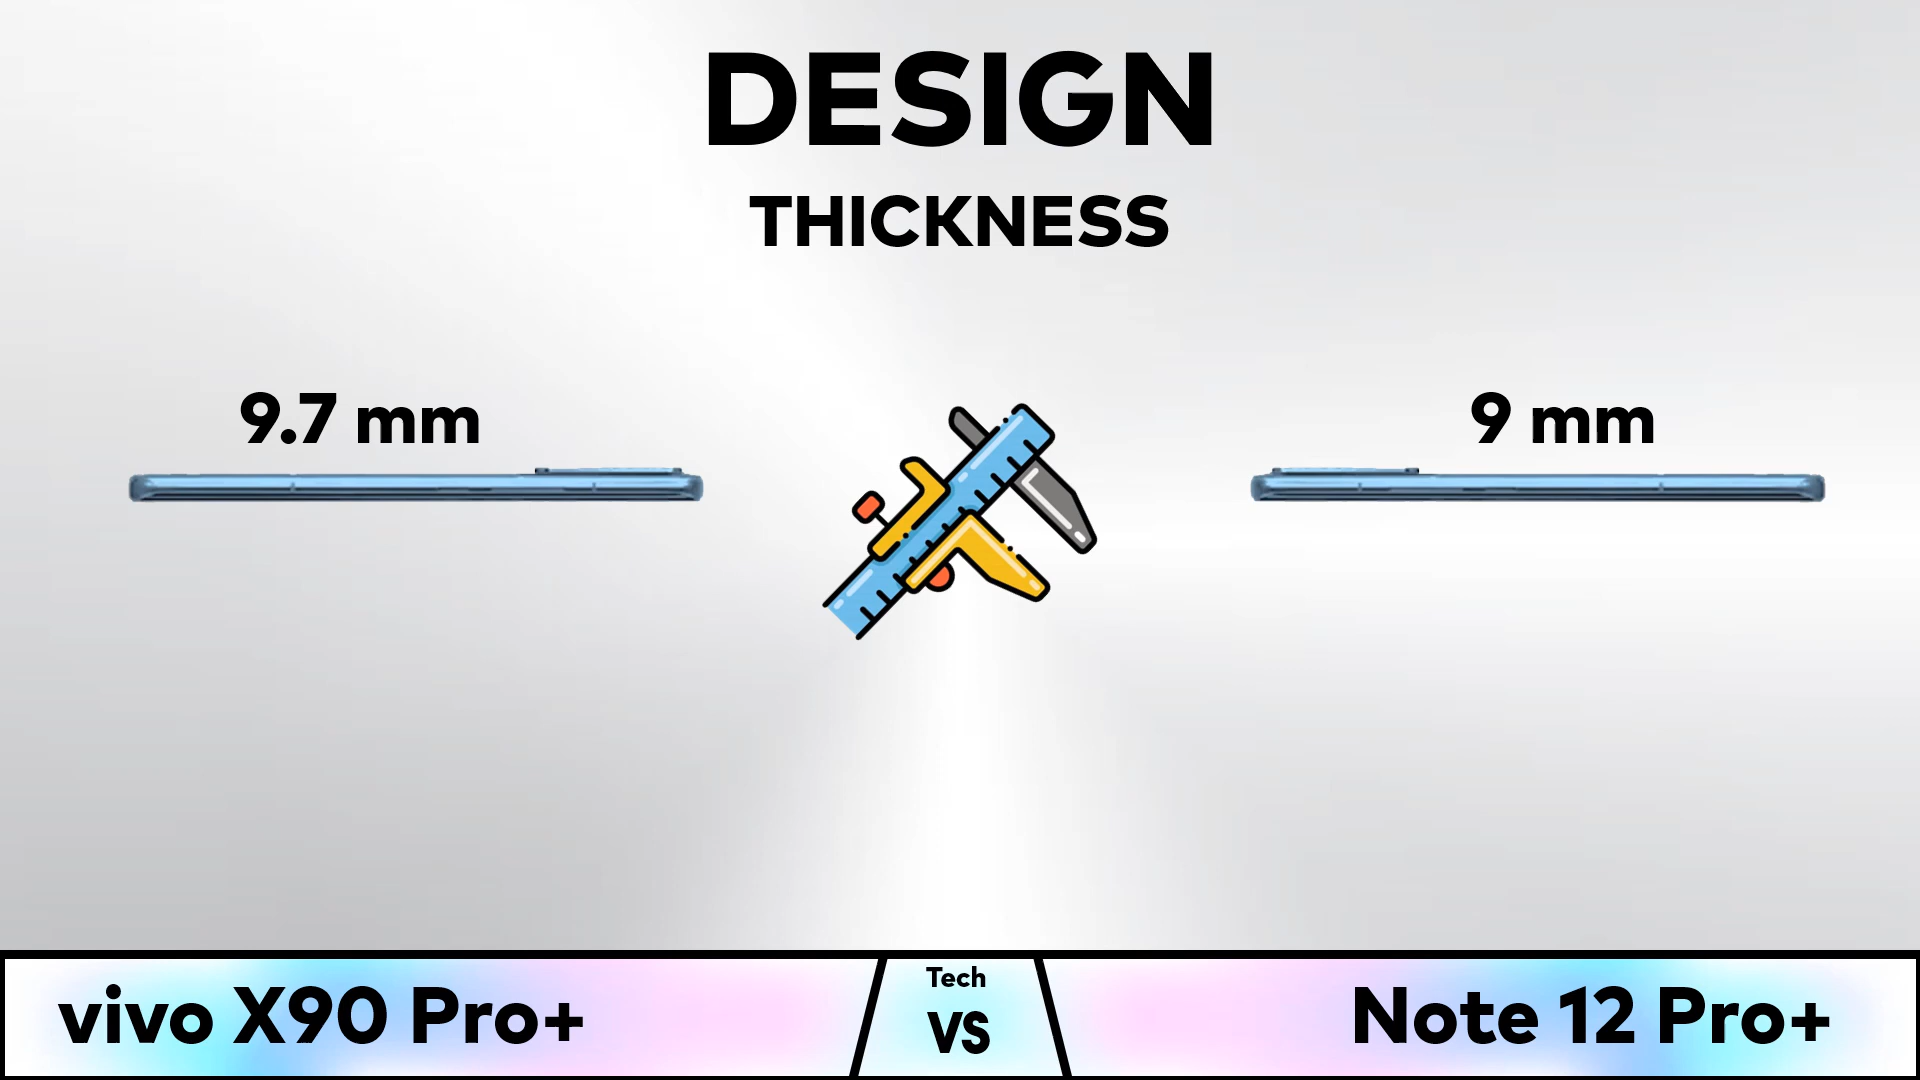 DESIGN
THICKNESS
9.7 mm
9 mm
vivo X90 Pro+
Tech
VS
Note 12 Pro+